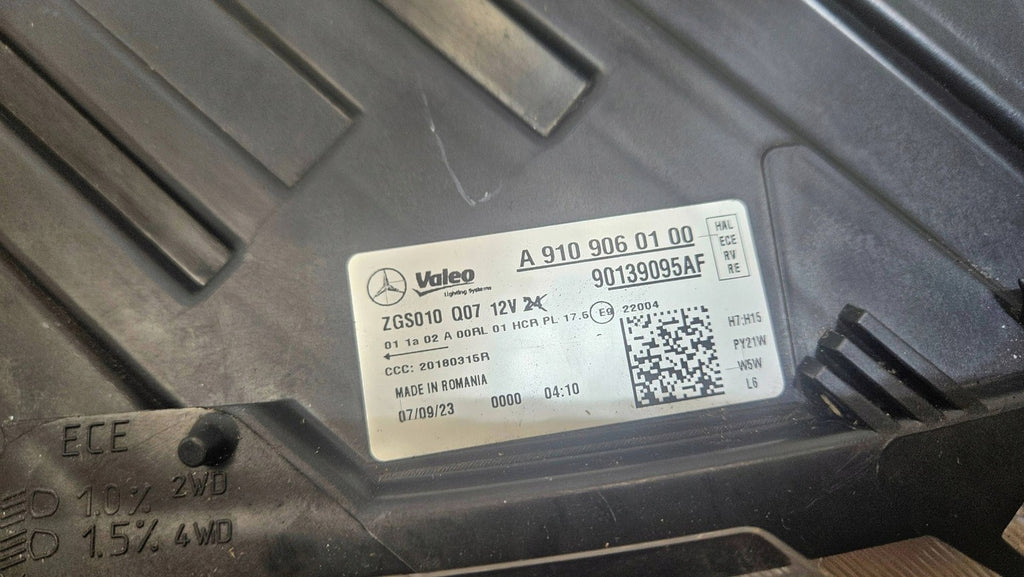 A 910 906 01 00
HAL
ECE
RV
RE
Valeo
Lighting Systems
90139095AF
ZGS010 Q07 12V 24
01 1a 02 A 00RL 01 HCR PL 17.5 E9 22004
CCC: 20180315R
MADE IN ROMANIA
07/09/23 0000 04:10
H7:H15
PY21W
W5W
L6
ECE
1.0% 2WD
1.5% 4WD